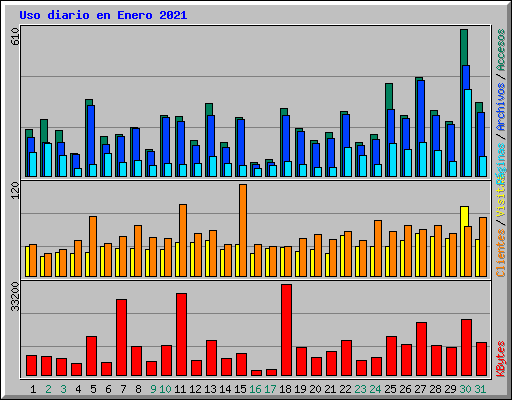 Uso diario en Enero 2021
610
120
33200
Clientes / Visitas
Páginas / Archivos / Accesos
KBytes
1 2 3 4 5 6 7 8 9 10 11 12 13 14 15 16 17 18 19 20 21 22 23 24 25 26 27 28 29 30 31